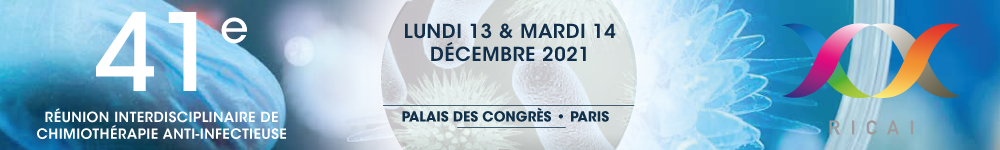 41e
RÉUNION INTERDISCIPLINAIRE DE
CHIMIOTHÉRAPIE ANTI-INFECTIEUSE
LUNDI 13 & MARDI 14
DÉCEMBRE 2021
PALAIS DES CONGRÈS • PARIS
RICAI